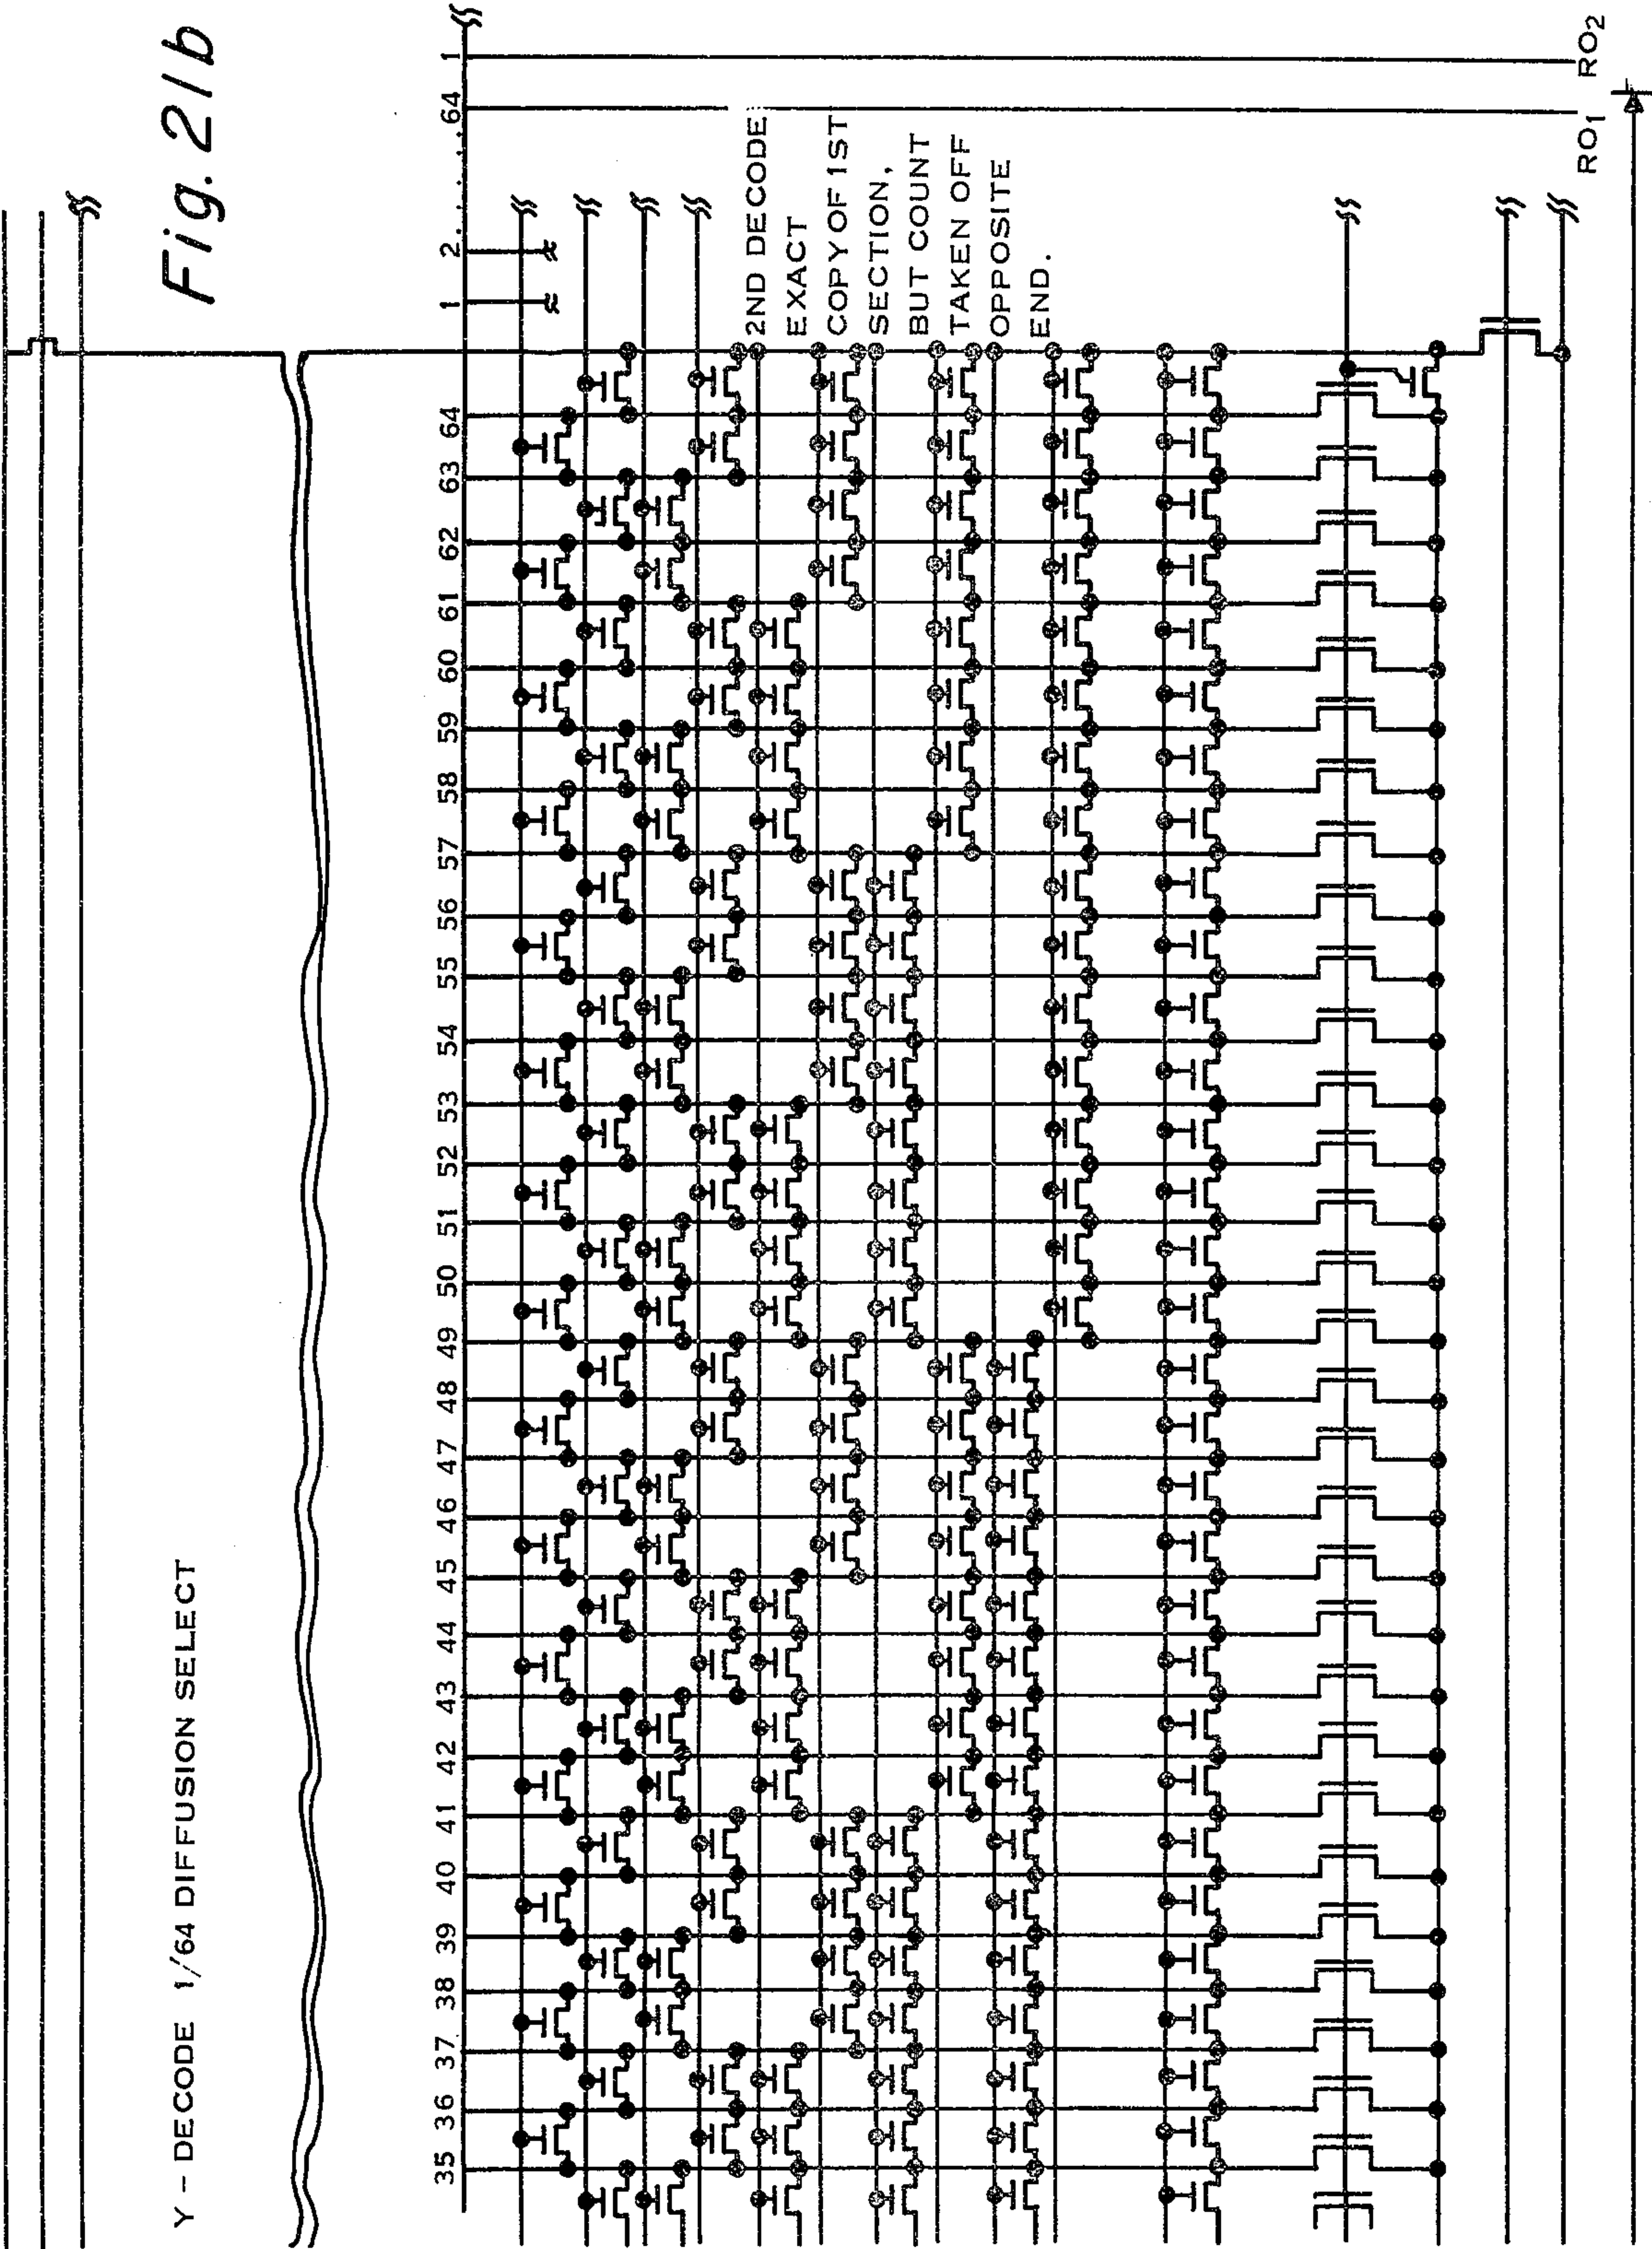 Fig. 21b
Y - DECODE 1/64 DIFFUSION SELECT
35 36 37 38 39 40 41 42 43 44 45 46 47 48 49 50 51 52 53 54 55 56 57 58 59 60 61 62 63 64 1 2. . . . . 64 1
2ND DECODE
EXACT
COPY OF 1ST
SECTION,
BUT COUNT
TAKEN OFF
OPPOSITE
END.
RO1 RO2